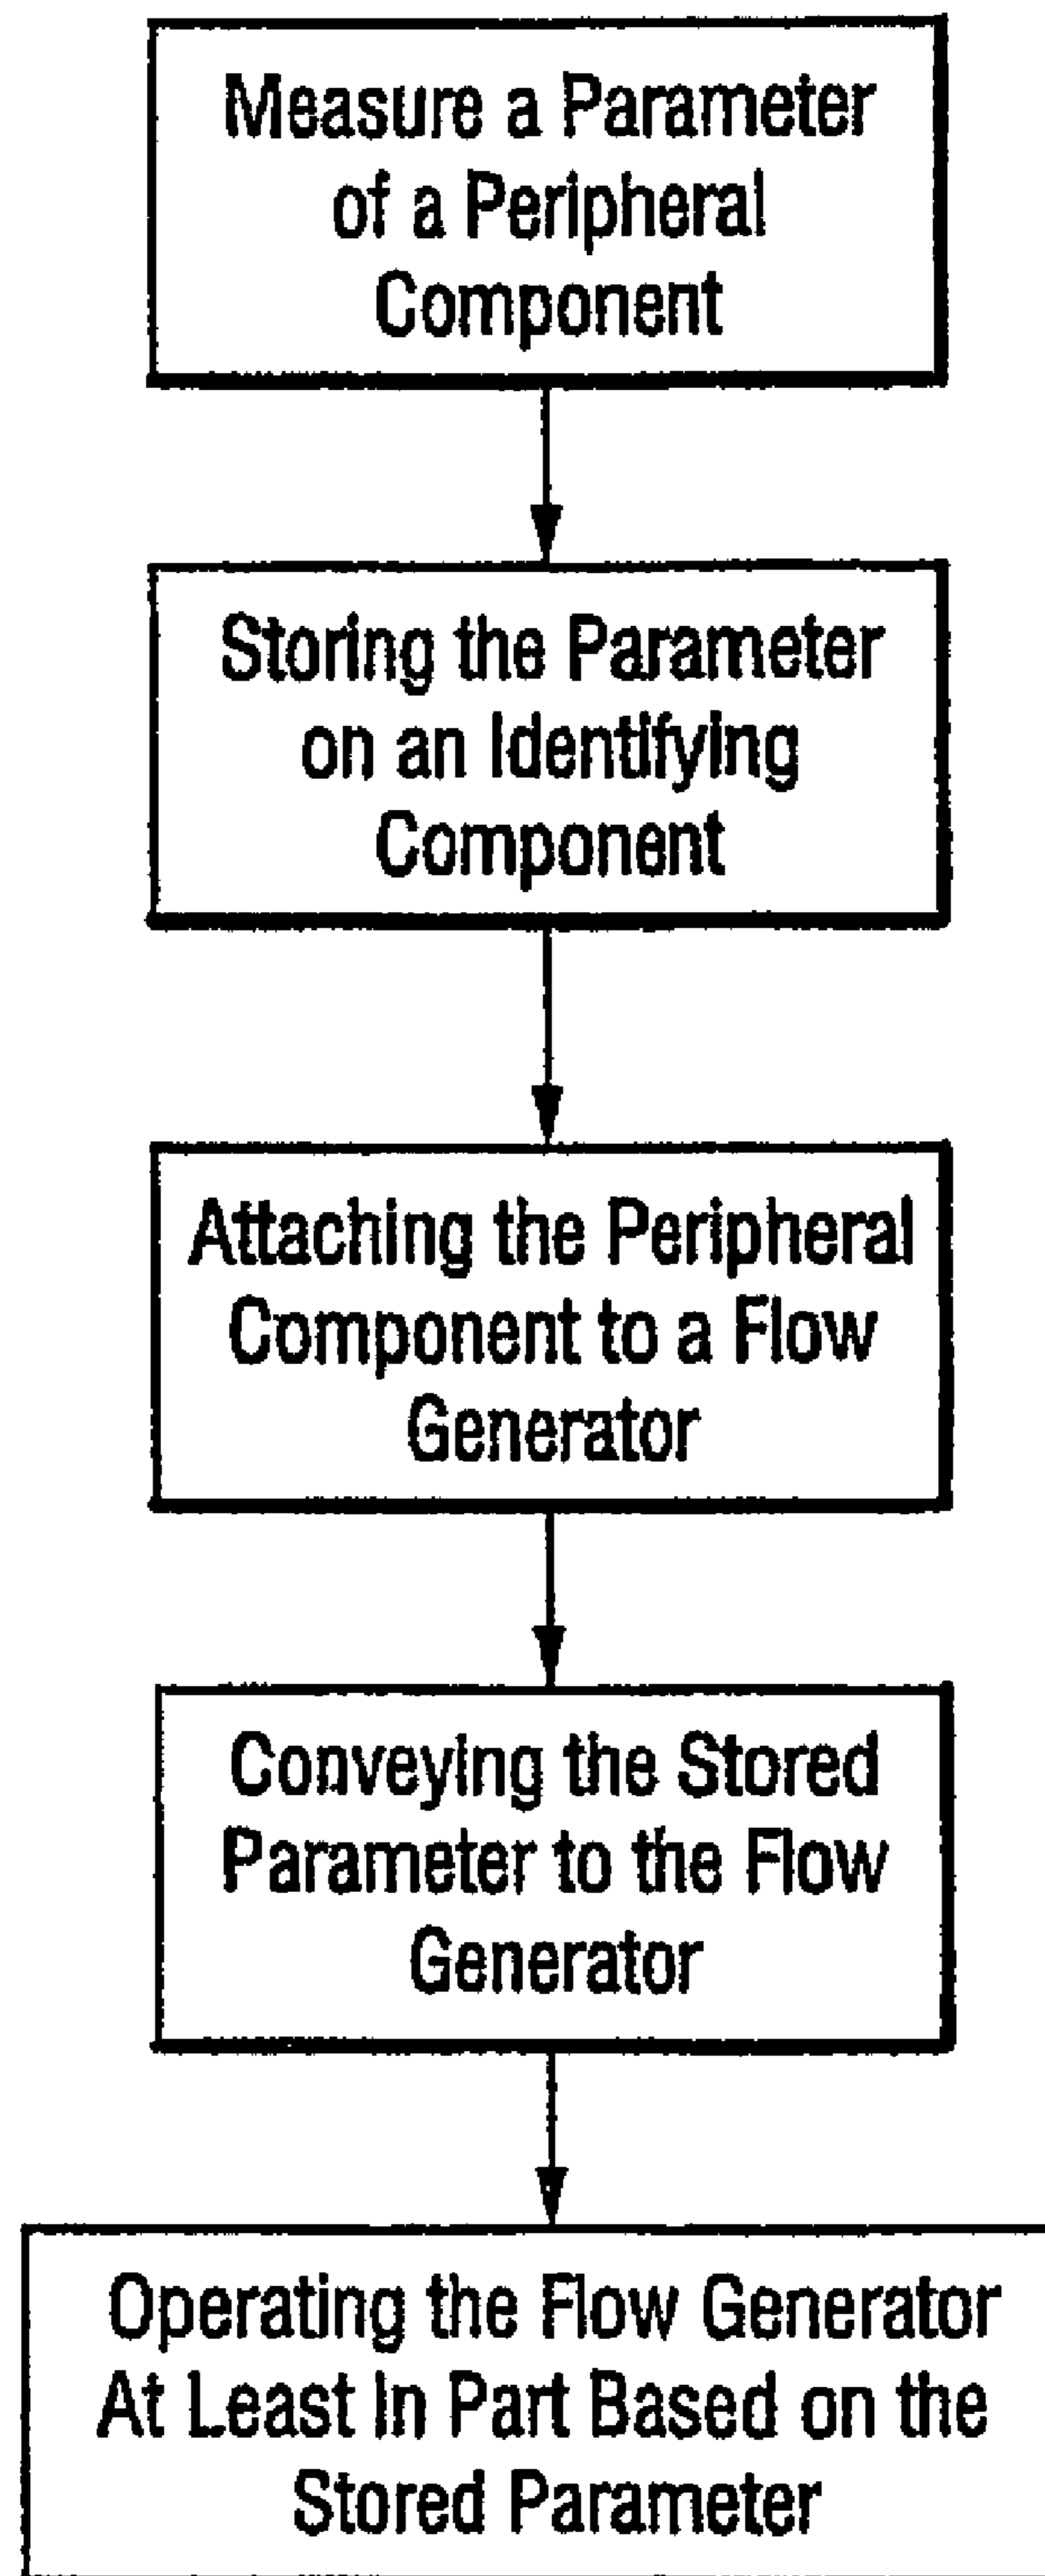 Measure a Parameter
of a Peripheral
Component
Storing the Parameter
on an Identifying
Component
Attaching the Peripheral
Component to a Flow
Generator
Conveying the Stored
Parameter to the Flow
Generator
Operating the Flow Generator
At Least In Part Based on the
Stored Parameter